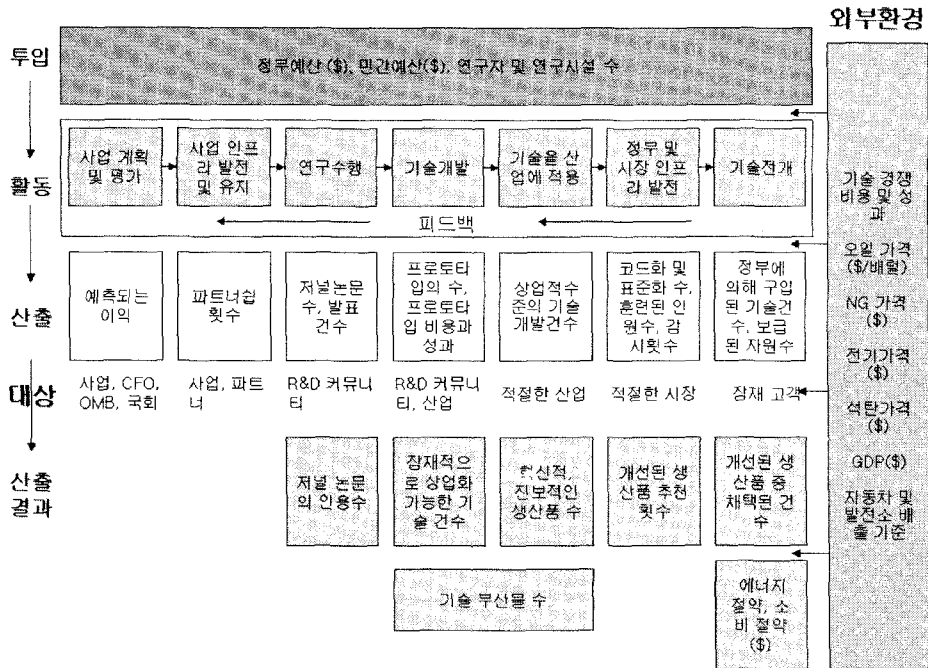 외부환경
투입
정부예산($), 민간예산($), 연구자 및 연구시설 수
활동
사업 계획
및 평가
사업 인프
라 발전
및 유지
연구수행
기술개발
기술을 산
업에 적용
정부 및
시장 인프
라 발전
기술전개
피드백
산출
예측되는
이익
파트너쉽
횟수
저널논문
수, 발표
건수
프로토타
입의 수,
프로토타
입 비용과
성과
상업적수
준의 기술
개발건수
코드화 및
표준화 수,
훈련된 인
원수, 감
시횟수
정부에
의해 구입
된 기술건
수, 보급
된 자원수
대상
사업, CFO,
OMB, 국회
사업, 파트
너
R&D 커뮤니
티
R&D 커뮤니
티, 산업
적절한 산업
적절한 시장
잠재 고객
산출
결과
저널 논문
의 인용수
잠재적으
로 상업화
가능한 기
술 건수
혁신적,
진보적인
생산품 수
개선된 생
산품 추천
횟수
개선된 생
산품 중
채택된 건
수
기술 부산물 수
에너지
절약, 소
비 절약
($)
기술 경쟁
비용 및 성
과
오일 가격
($/배럴)
NG 가격
($)
전기가격
($)
석탄가격
($)
GDP($)
자동차 및
발전소 배
출 기준